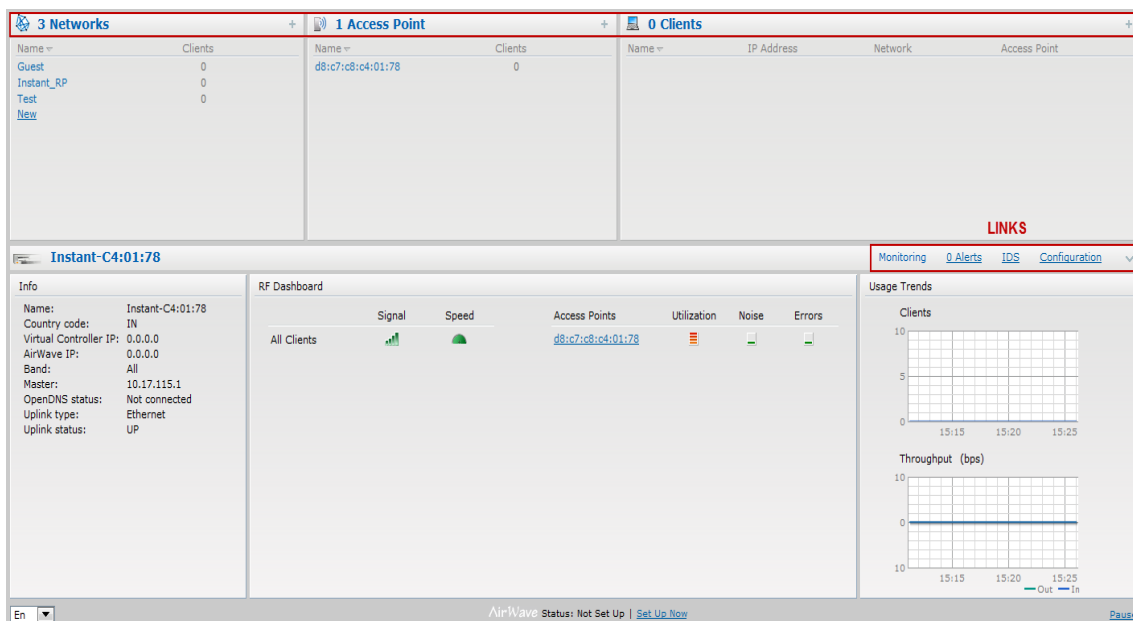 3 Networks + 1 Access Point + 0 Clients +
Name Clients Name Clients Name IP Address Network Access Point
Guest 0 d8:c7:c8:c4:01:78 0
Instant_RP 0
Test 0
New
LINKS
Instant-C4:01:78 Monitoring 0 Alerts IDS Configuration
Info RF Dashboard Usage Trends
Name: Instant-C4:01:78
Country code: IN
Virtual Controller IP: 0.0.0.0
AirWave IP: 0.0.0.0
Band: All
Master: 10.17.115.1
OpenDNS status: Not connected
Uplink type: Ethernet
Uplink status: UP
Signal Speed Access Points Utilization Noise Errors
All Clients d8:c7:c8:c4:01:78
Clients
10
5
0
15:15 15:20 15:25
Throughput (bps)
10
0
10
15:15 15:20 15:25
Out In
En AirWave Status: Not Set Up | Set Up Now Pause